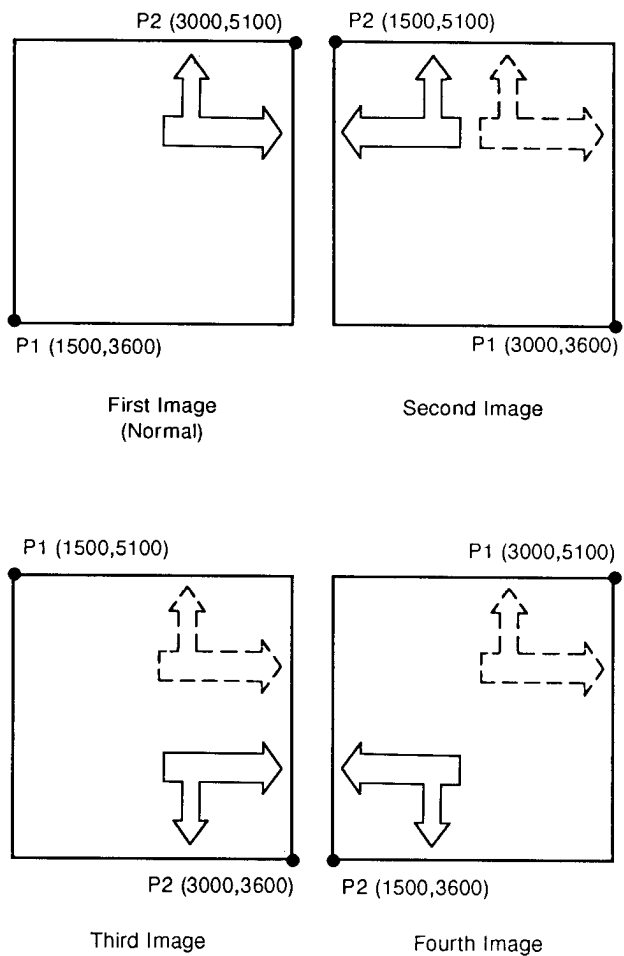 P2 (3000,5100)
P2 (1500,5100)
P1 (1500,3600)
P1 (3000,3600)
First Image
(Normal)
Second Image
P1 (1500,5100)
P1 (3000,5100)
P2 (3000,3600)
P2 (1500,3600)
Third Image
Fourth Image